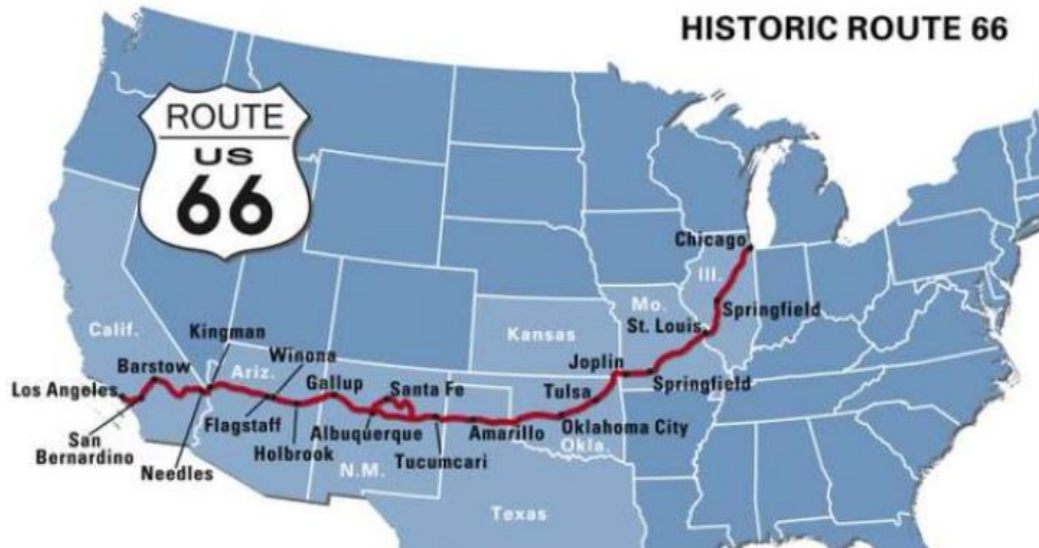 HISTORIC ROUTE 66
ROUTE
US
66
Chicago
Ill.
Springfield
Mo.
St. Louis
Kansas
Calif.
Kingman
Winona
Joplin
Springfield
Barstow
Ariz.
Gallup
Santa Fe
Tulsa
Los Angeles
Flagstaff
Albuquerque
Amarillo
Oklahoma City
San
Bernardino
Holbrook
Okla.
Needles
N.M.
Tucumcari
Texas